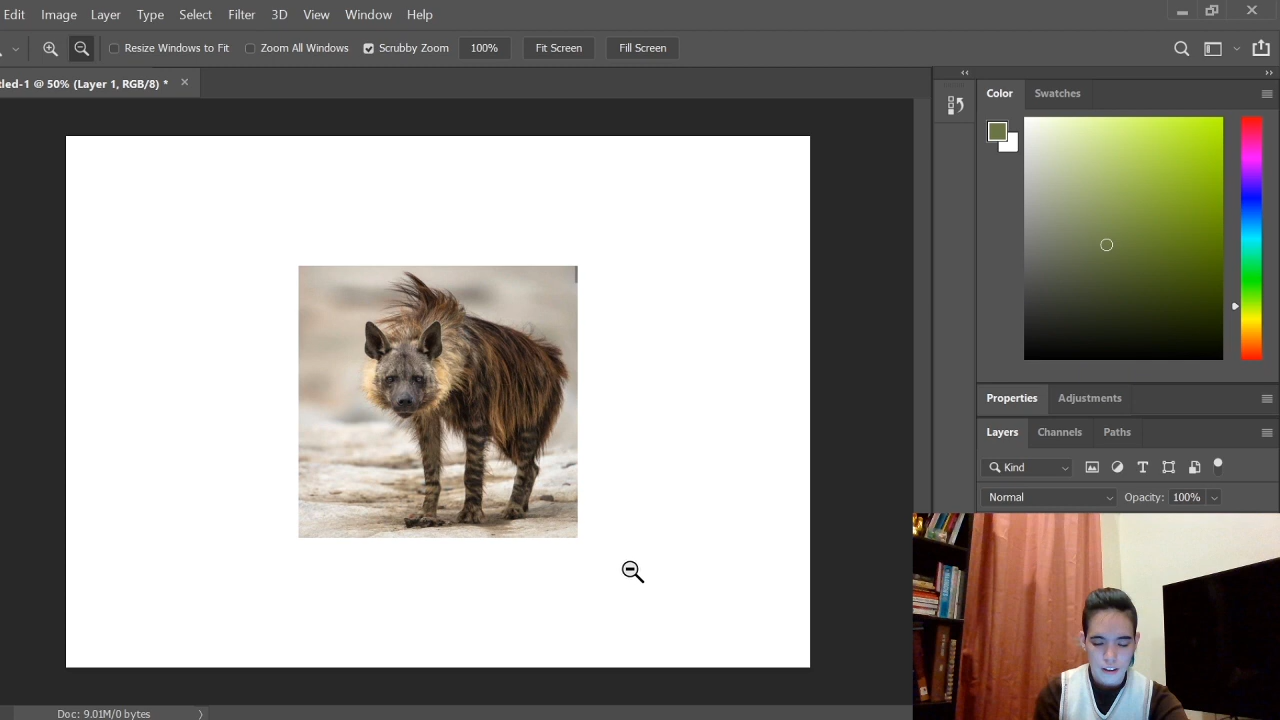 Edit Image Layer Type Select Filter 3D View Window Help
Resize Windows to Fit Zoom All Windows Scrubby Zoom 100% Fit Screen Fill Screen
tled-1 @ 50% (Layer 1, RGB/8) *
Color Swatches
Properties Adjustments
Layers Channels Paths
Kind
Normal Opacity: 100%
Doc: 9.01M/0 bytes